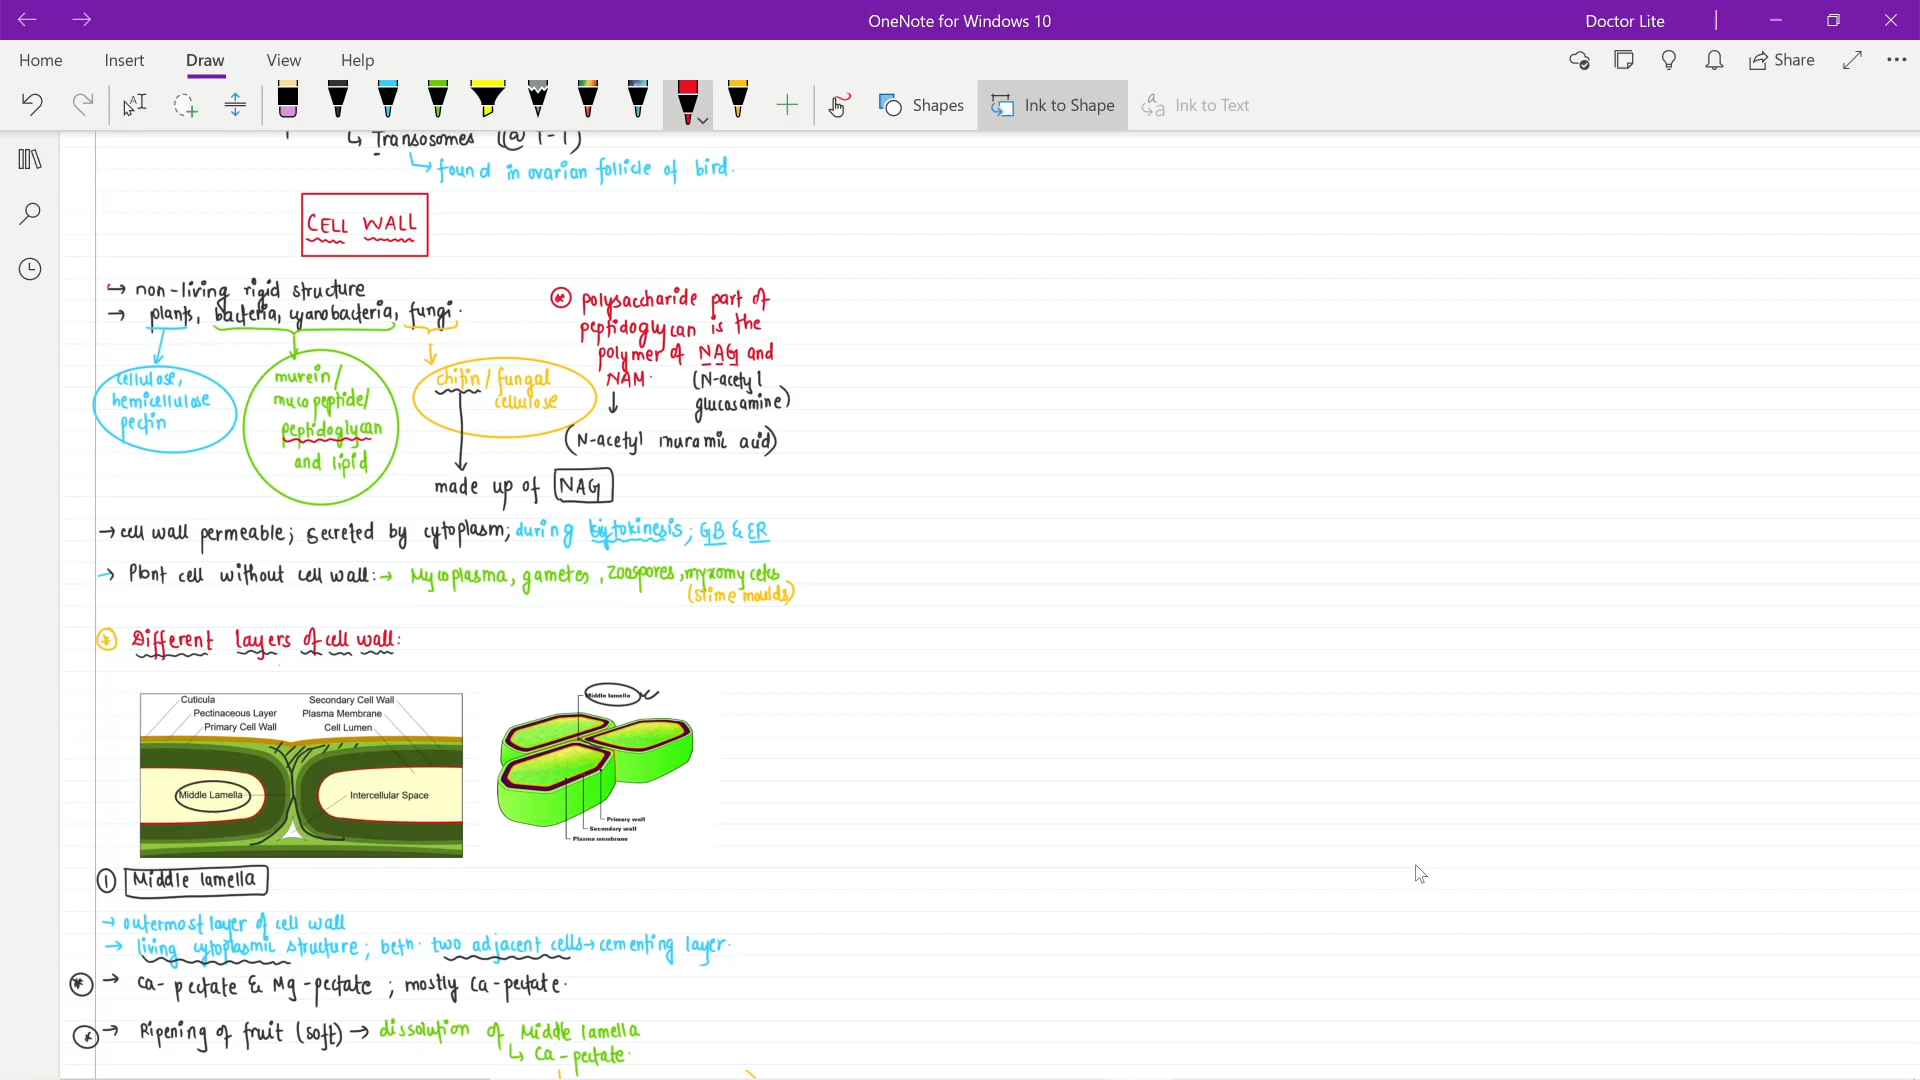 OneNote for Windows 10
Doctor Lite
Home Insert Draw View Help
Share
Shapes
Ink to Shape
Ink to Text
↳ Transosomes (@ 1-1)
↳ found in ovarian follicle of bird.
CELL WALL
→ non-living rigid structure
→ plants, bacteria, cyanobacteria, fungi.
cellulose,
hemicellulose
pectin
murein/
mucopeptide/
peptidoglycan
and lipid
chitin / fungal
cellulose
made up of NAG
* polysaccharide part of
peptidoglycan is the
polymer of NAG and
NAM. (N-acetyl
glucosamine)
↓
(N-acetyl muramic acid)
→ cell wall permeable; secreted by cytoplasm; during cytokinesis; GB & ER
→ Plant cell without cell wall:→ Mycoplasma, gametes, zoospores, myxomycetes
(slime moulds)
* Different layers of cell wall:
Cuticula
Pectinaceous Layer
Primary Cell Wall
Secondary Cell Wall
Plasma Membrane
Cell Lumen
Middle Lamella
Intercellular Space
Middle lamella
Primary wall
Secondary wall
Plasma membrane
① Middle lamella
→ outermost layer of cell wall
→ living cytoplasmic structure; betn. two adjacent cells → cementing layer.
* → Ca-pectate & Mg-pectate ; mostly Ca-pectate.
* → Ripening of fruit (soft) → dissolution of Middle lamella
↳ Ca-pectate.